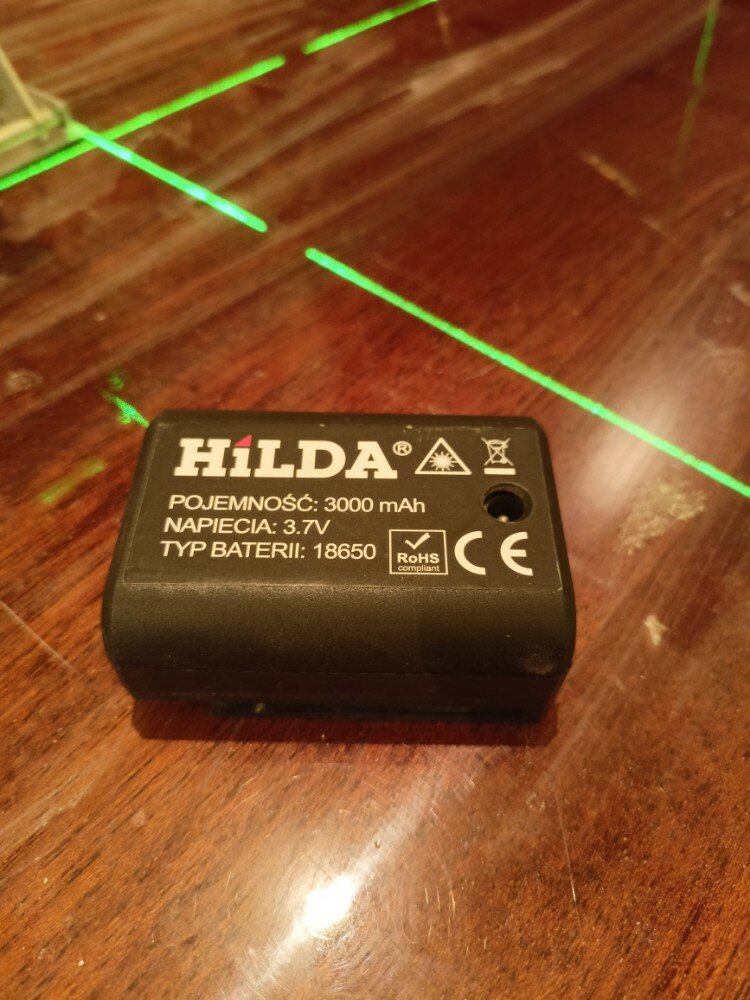 HiLDA®
POJEMNOŚĆ: 3000 mAh
NAPIECIA: 3.7V
TYP BATERII: 18650
RoHS
compliant
CE